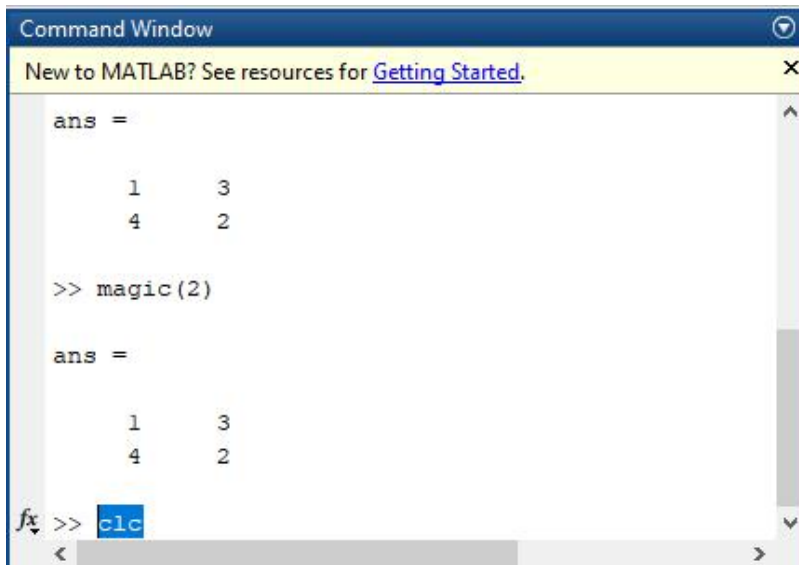 Command Window
New to MATLAB? See resources for Getting Started.
ans =
1 3
4 2
>> magic(2)
ans =
1 3
4 2
fx >> clc